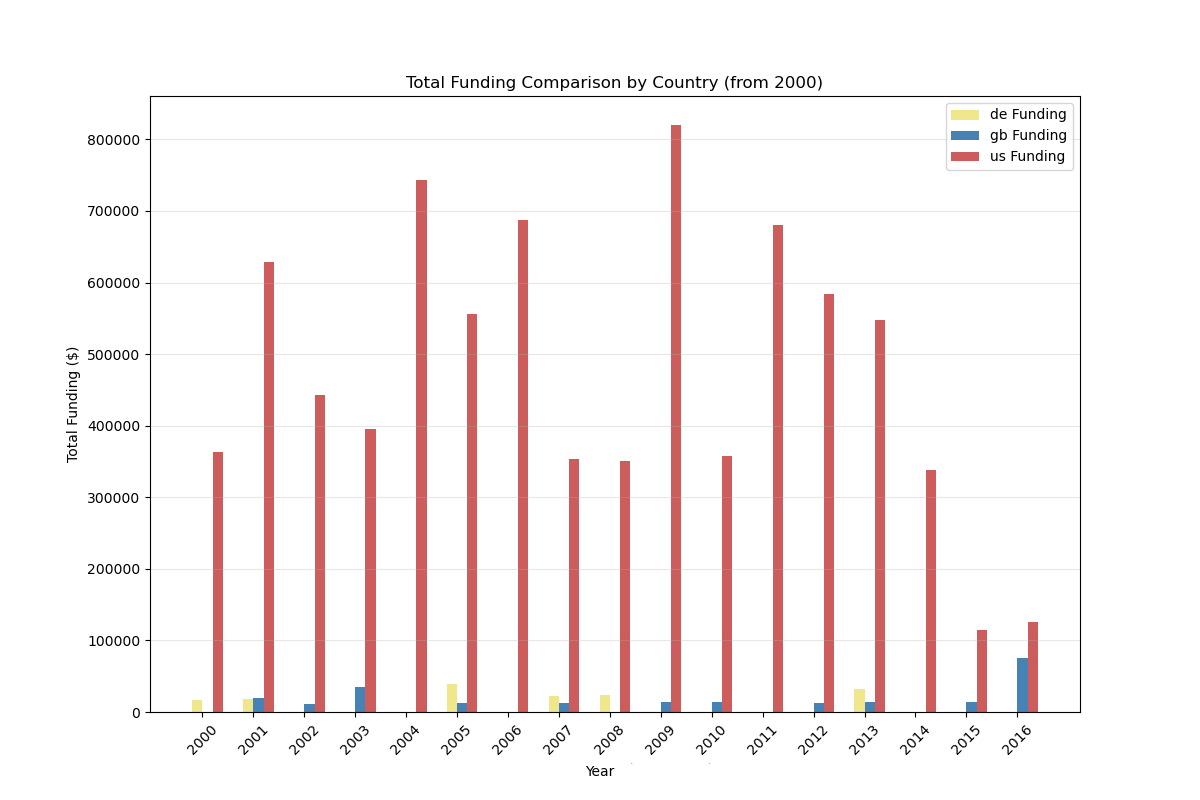 Total Funding Comparison by Country (from 2000)
de Funding
gb Funding
us Funding
Total Funding ($)
800000
700000
600000
500000
400000
300000
200000
100000
0
2000 2001 2002 2003 2004 2005 2006 2007 2008 2009 2010 2011 2012 2013 2014 2015 2016
Year